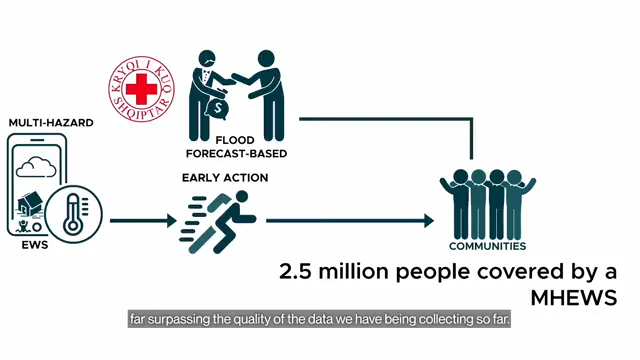 KRYQI I KUQ
SHQIPTAR
MULTI-HAZARD
$
FLOOD
FORECAST-BASED
EARLY ACTION
EWS
COMMUNITIES
2.5 million people covered by a
MHEWS
far surpassing the quality of the data we have being collecting so far.